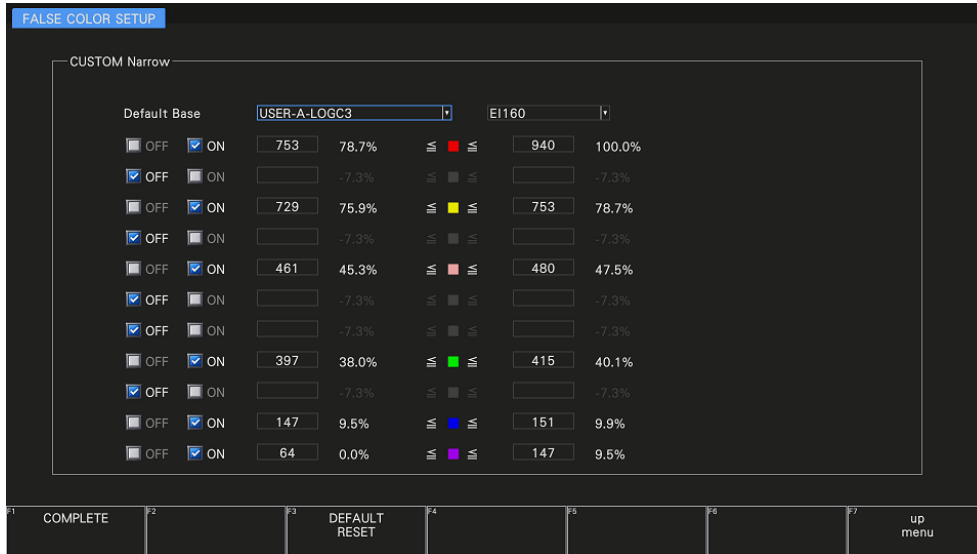 FALSE COLOR SETUP
CUSTOM Narrow
Default Base USER-A-LOGC3 EI160
OFF ON 753 78.7% ≦ ≦ 940 100.0%
OFF ON -7.3% ≦ ≦ -7.3%
OFF ON 729 75.9% ≦ ≦ 753 78.7%
OFF ON -7.3% ≦ ≦ -7.3%
OFF ON 461 45.3% ≦ ≦ 480 47.5%
OFF ON -7.3% ≦ ≦ -7.3%
OFF ON -7.3% ≦ ≦ -7.3%
OFF ON 397 38.0% ≦ ≦ 415 40.1%
OFF ON -7.3% ≦ ≦ -7.3%
OFF ON 147 9.5% ≦ ≦ 151 9.9%
OFF ON 64 0.0% ≦ ≦ 147 9.5%
F1 COMPLETE F2 F3 DEFAULT RESET F4 F5 F6 F7 up menu